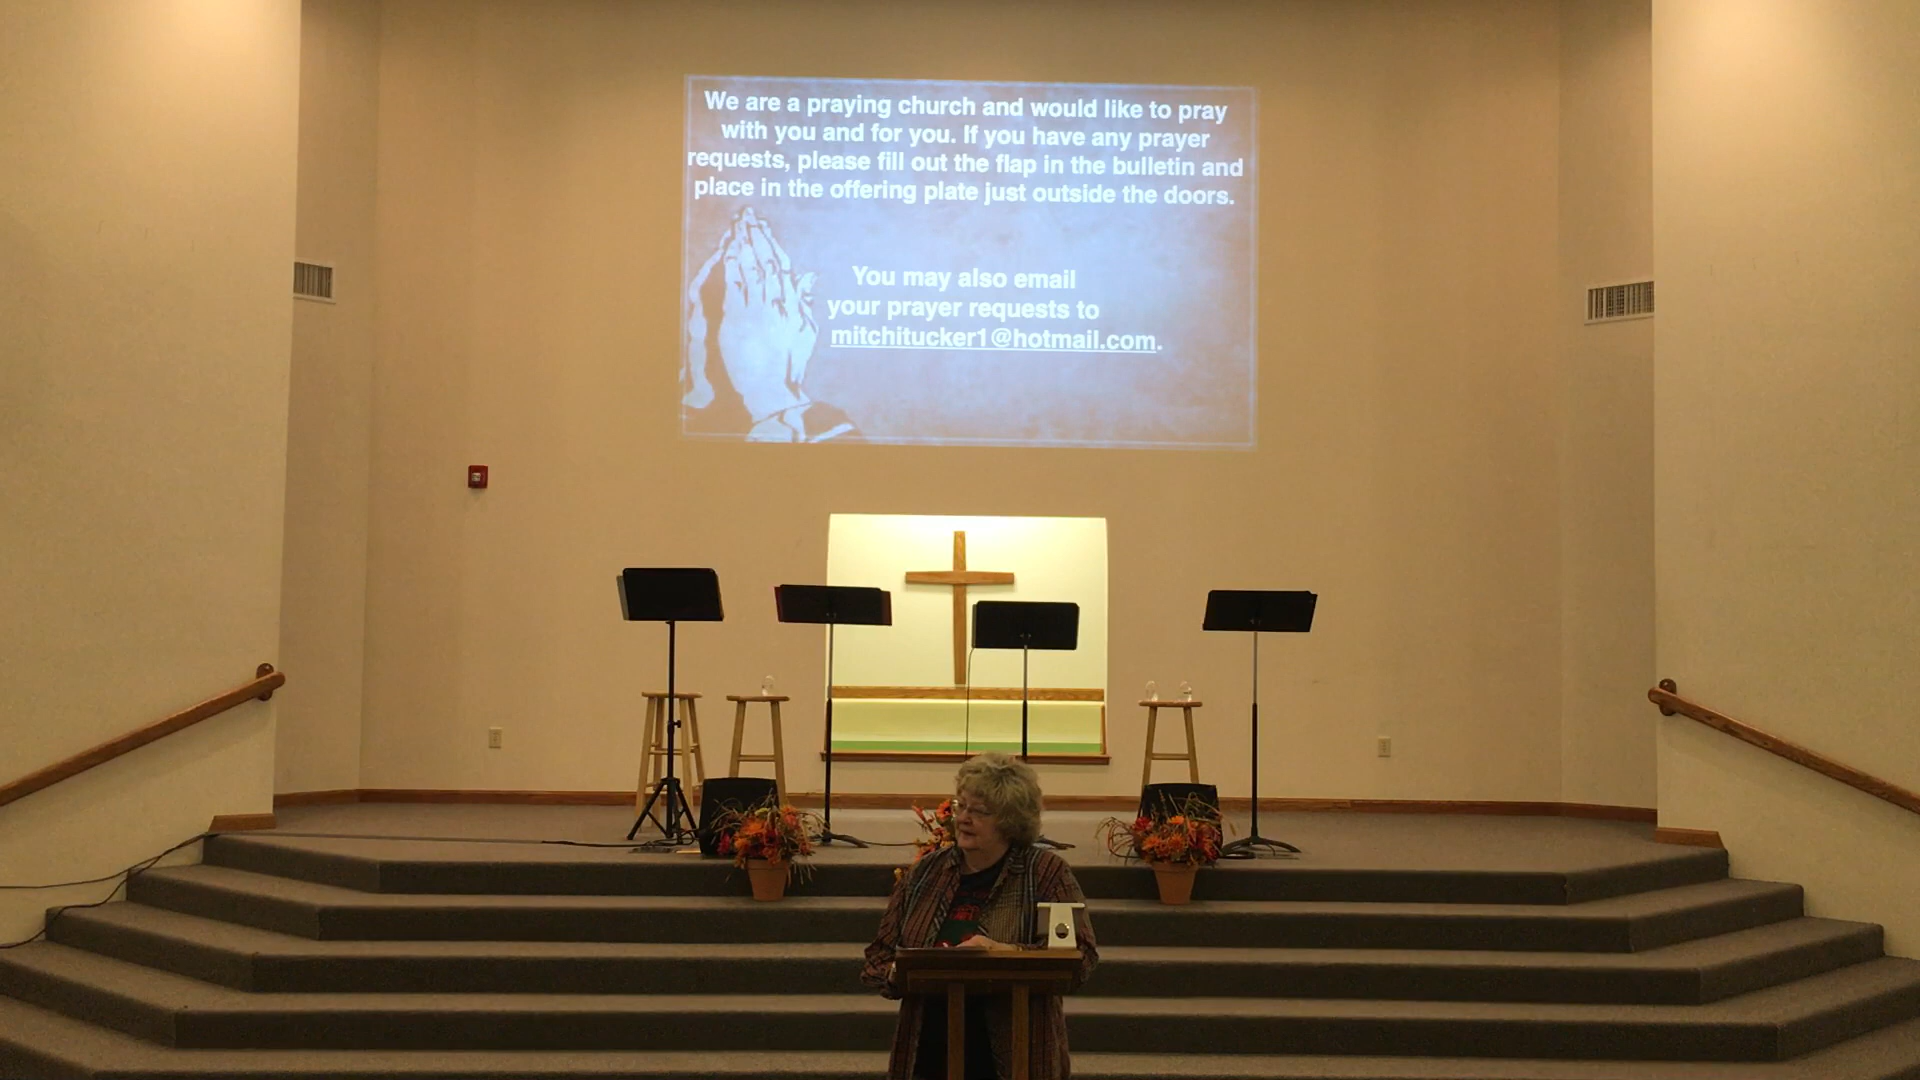 We are a praying church and would like to pray
with you and for you. If you have any prayer
requests, please fill out the flap in the bulletin and
place in the offering plate just outside the doors.
You may also email
your prayer requests to
mitchitucker1@hotmail.com.